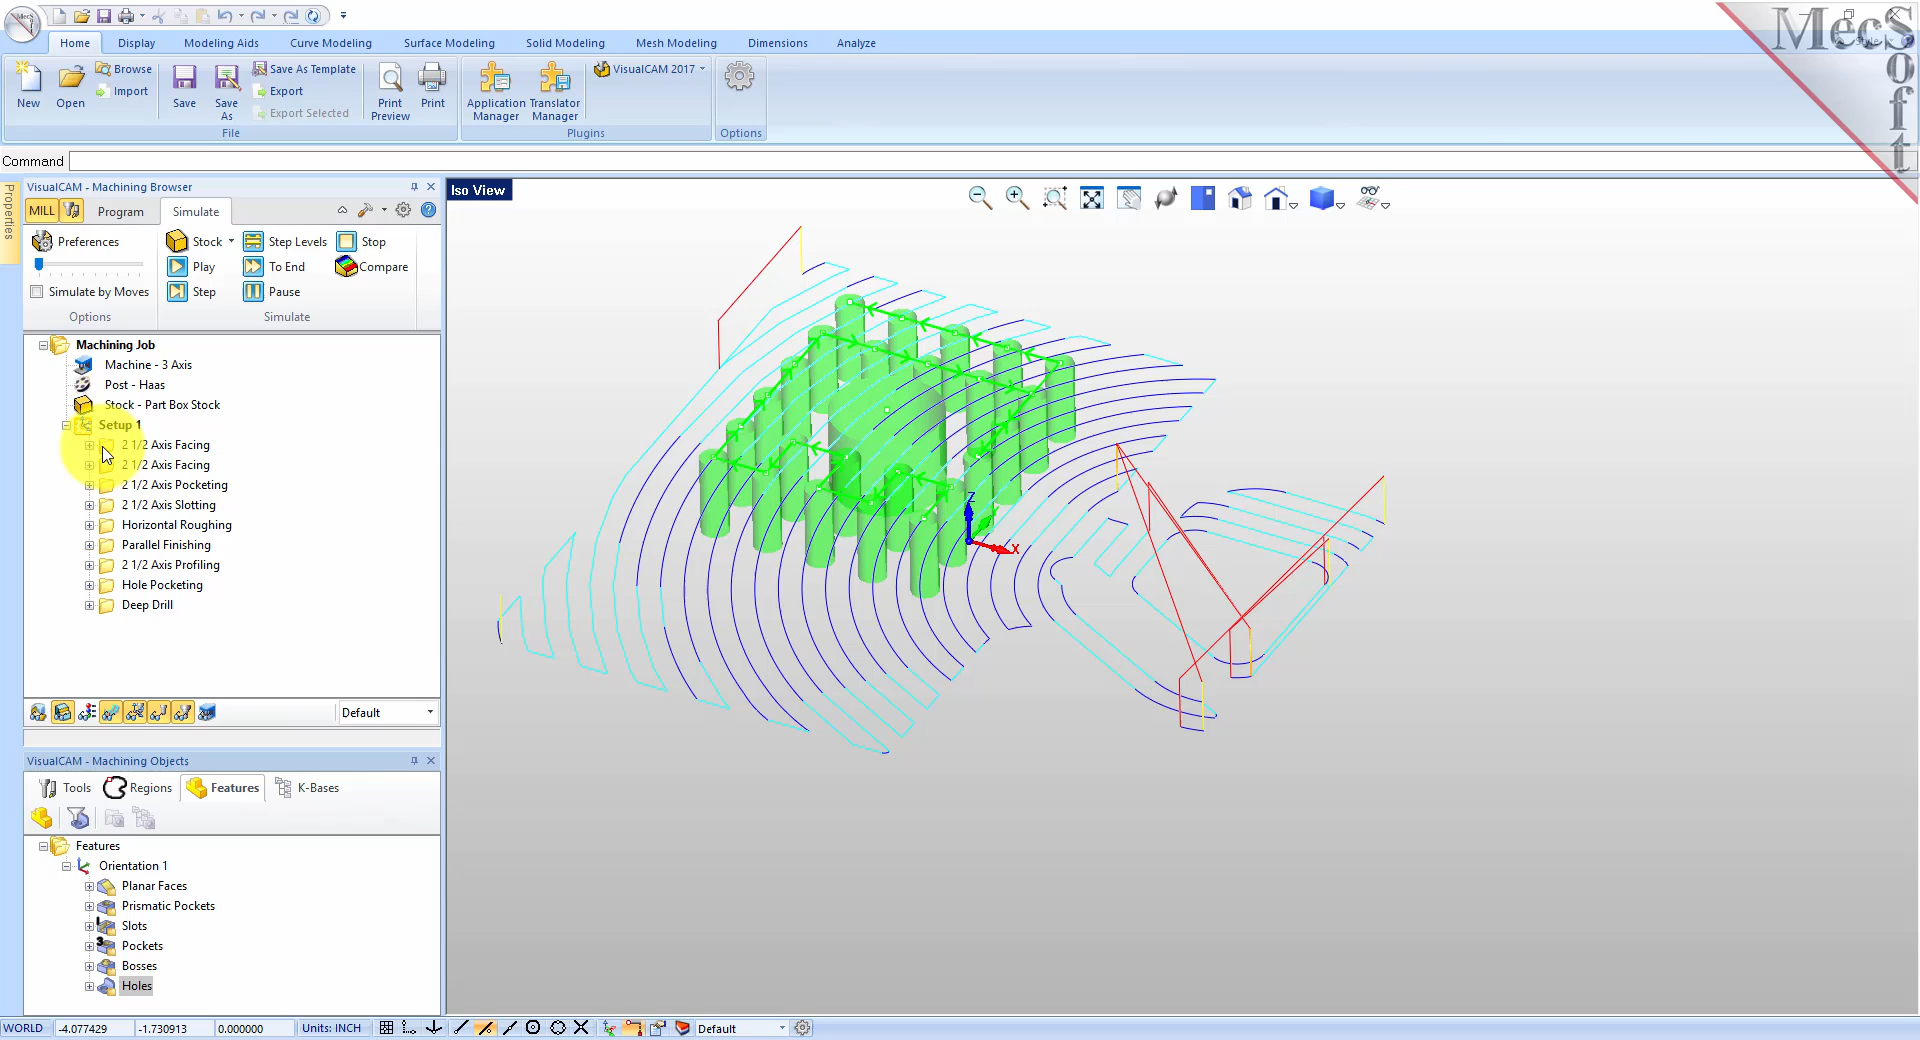 MecSoft
Home Display Modeling Aids Curve Modeling Surface Modeling Solid Modeling Mesh Modeling Dimensions Analyze
New
Open
Browse
Import
Save
Save As
Save As Template
Export
Export Selected
Print Preview
Print
File
Application Manager
Translator Manager
VisualCAM 2017
Plugins
Options
Command
Properties
VisualCAM - Machining Browser
MILL Program Simulate
Preferences
Simulate by Moves
Options
Stock Step Levels Stop
Play To End Compare
Step Pause
Simulate
Machining Job
Machine - 3 Axis
Post - Haas
Stock - Part Box Stock
Setup 1
2 1/2 Axis Facing
2 1/2 Axis Facing
2 1/2 Axis Pocketing
2 1/2 Axis Slotting
Horizontal Roughing
Parallel Finishing
2 1/2 Axis Profiling
Hole Pocketing
Deep Drill
Default
VisualCAM - Machining Objects
Tools Regions Features K-Bases
Features
Orientation 1
Planar Faces
Prismatic Pockets
Slots
Pockets
Bosses
Holes
Iso View
Z
X
WORLD -4.077429 -1.730913 0.000000 Units: INCH Default